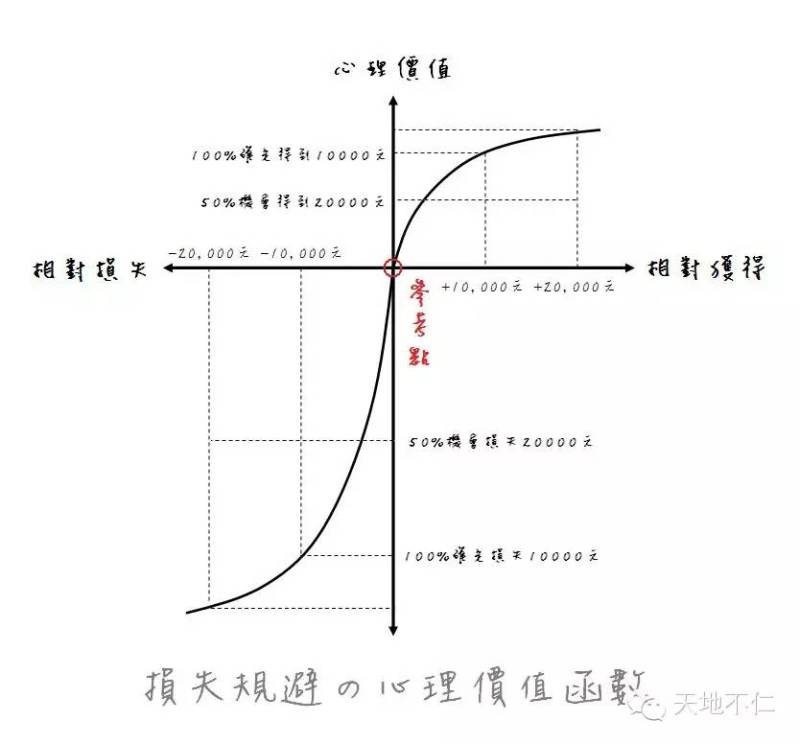 心理價值
100%確定得到10000元
50%機會得到20000元
-20,000元 -10,000元
相對損失
相對獲得
+10,000元 +20,000元
參考點
50%機會損失20000元
100%確定損失10000元
損失規避の心理價值函數
天地不仁